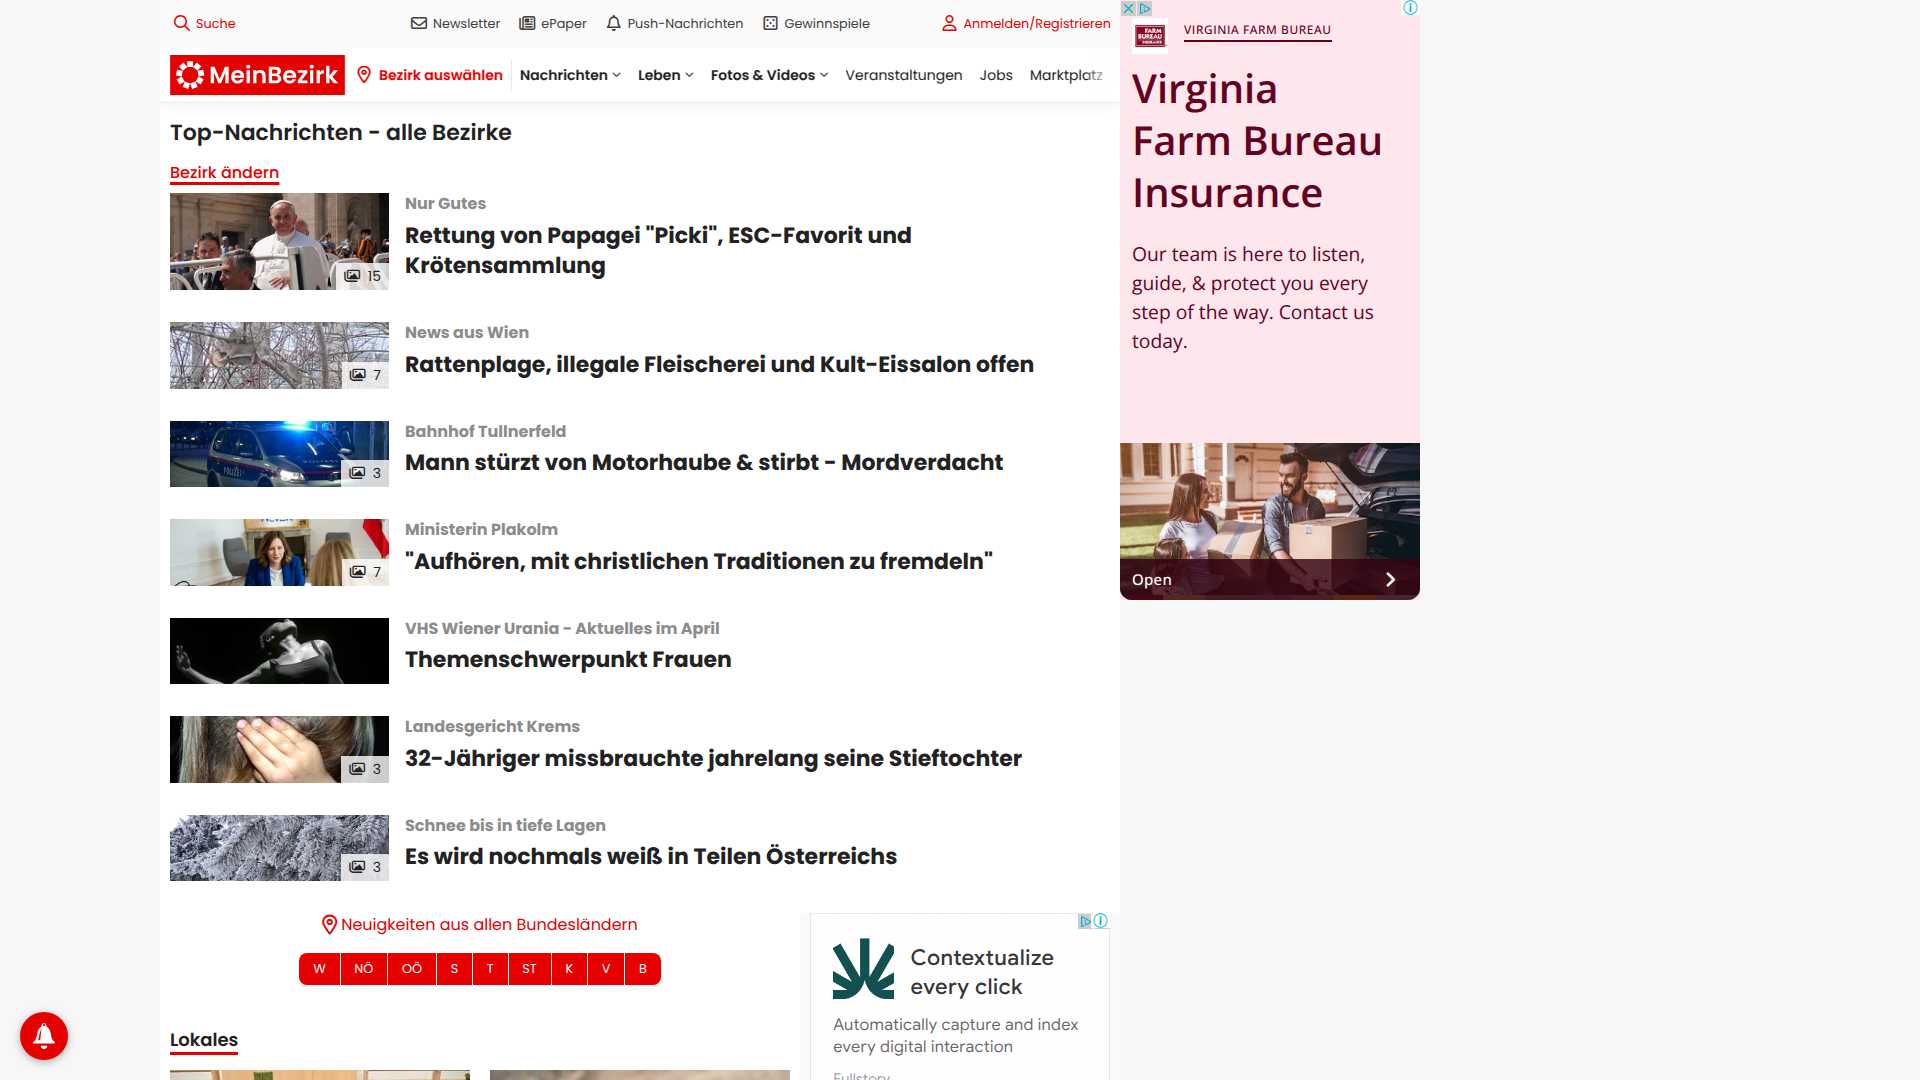 Suche
Newsletter
ePaper
Push-Nachrichten
Gewinnspiele
Anmelden/Registrieren
MeinBezirk
Bezirk auswählen
Nachrichten
Leben
Fotos & Videos
Veranstaltungen
Jobs
Marktplatz
Top-Nachrichten - alle Bezirke
Bezirk ändern
15
Nur Gutes
Rettung von Papagei "Picki", ESC-Favorit und
Krötensammlung
7
News aus Wien
Rattenplage, illegale Fleischerei und Kult-Eissalon offen
POLIZEI
3
Bahnhof Tullnerfeld
Mann stürzt von Motorhaube & stirbt - Mordverdacht
7
Ministerin Plakolm
"Aufhören, mit christlichen Traditionen zu fremdeln"
VHS Wiener Urania - Aktuelles im April
Themenschwerpunkt Frauen
3
Landesgericht Krems
32-Jähriger missbrauchte jahrelang seine Stieftochter
3
Schnee bis in tiefe Lagen
Es wird nochmals weiß in Teilen Österreichs
Neuigkeiten aus allen Bundesländern
W NÖ OÖ S T ST K V B
Lokales
FARM
BUREAU
VIRGINIA FARM BUREAU
Virginia
Farm Bureau
Insurance
Our team is here to listen,
guide, & protect you every
step of the way. Contact us
today.
Open
Contextualize
every click
Automatically capture and index
every digital interaction
Fullstory